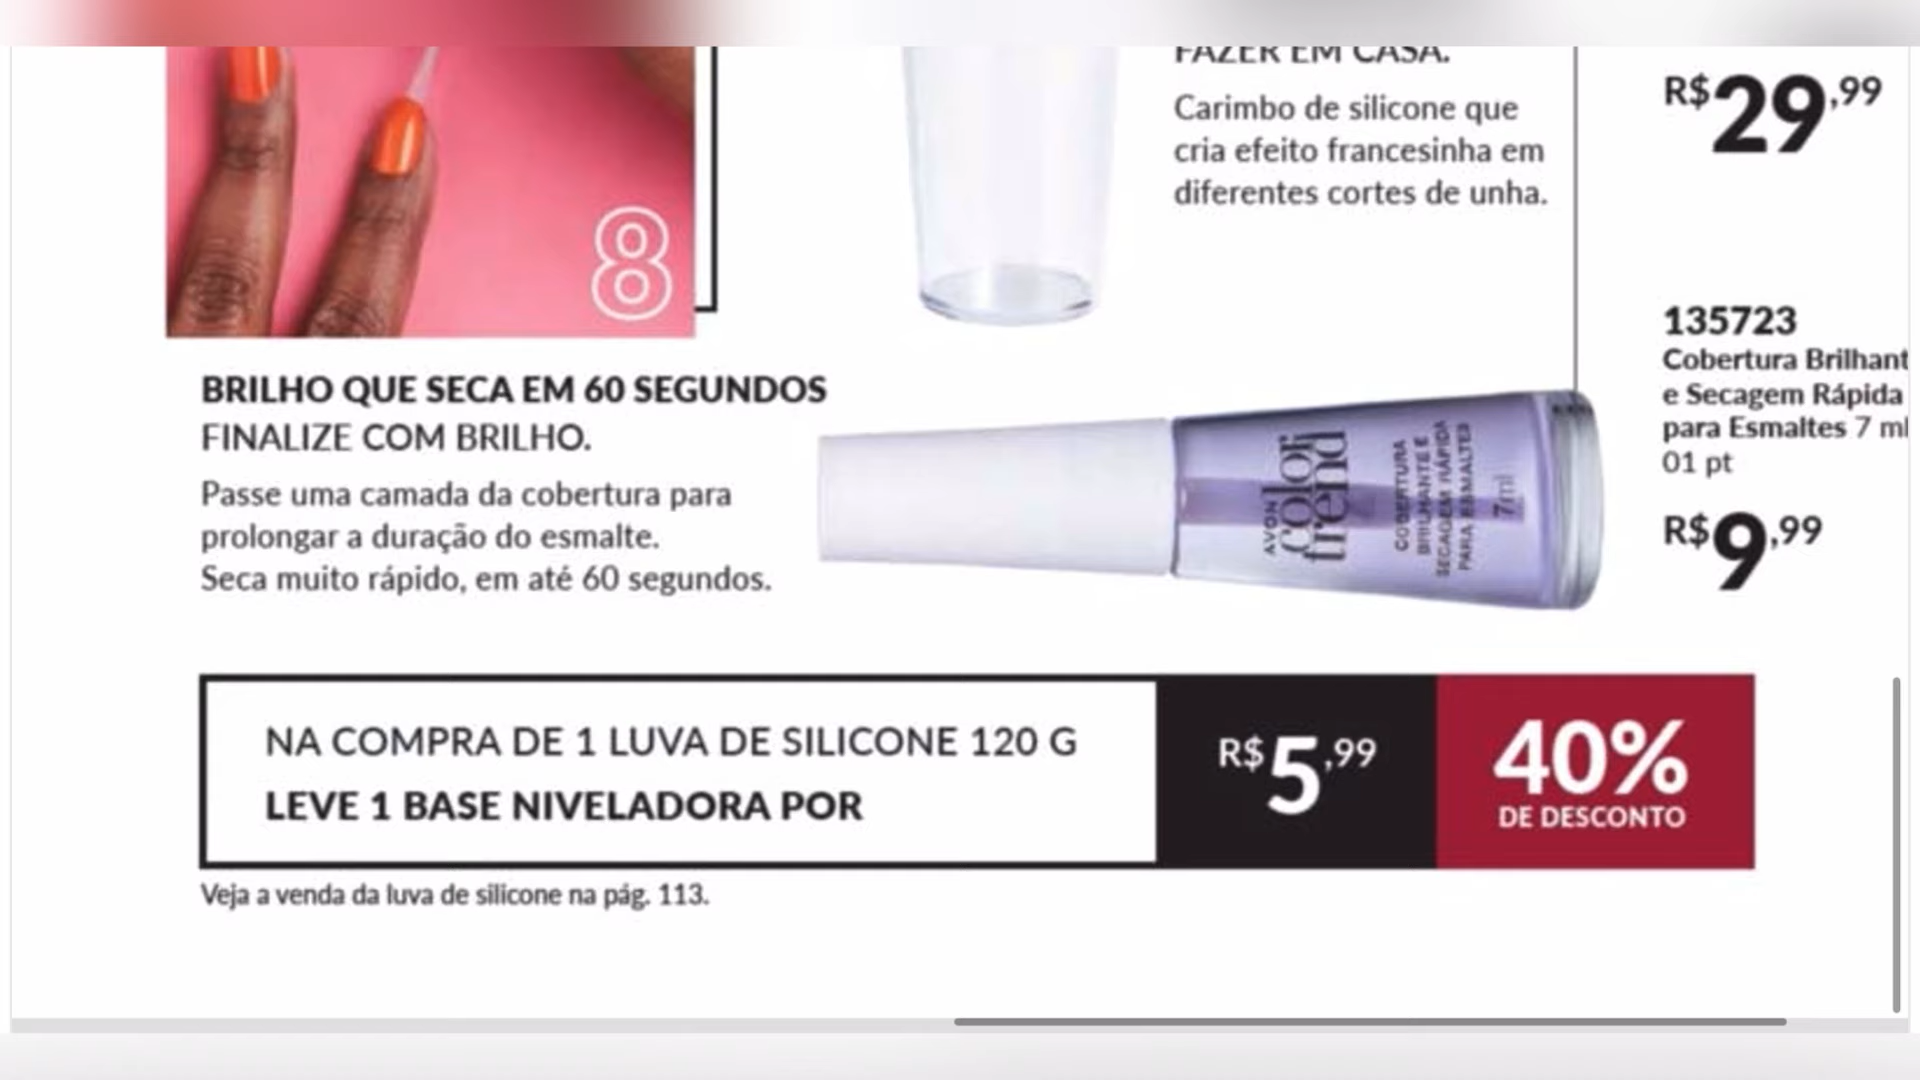 FAZER EM CASA.
Carimbo de silicone que
cria efeito francesinha em
diferentes cortes de unha.
R$29,99
8
135723
Cobertura Brilhant
e Secagem Rápida
para Esmaltes 7 ml
01 pt
R$9,99
BRILHO QUE SECA EM 60 SEGUNDOS
FINALIZE COM BRILHO.
Passe uma camada da cobertura para
prolongar a duração do esmalte.
Seca muito rápido, em até 60 segundos.
AVON
color
trend
COBERTURA
BRILHANTE E
SECAGEM RÁPIDA
PARA ESMALTES
7ml
NA COMPRA DE 1 LUVA DE SILICONE 120 G
LEVE 1 BASE NIVELADORA POR
R$5,99
40%
DE DESCONTO
Veja a venda da luva de silicone na pág. 113.